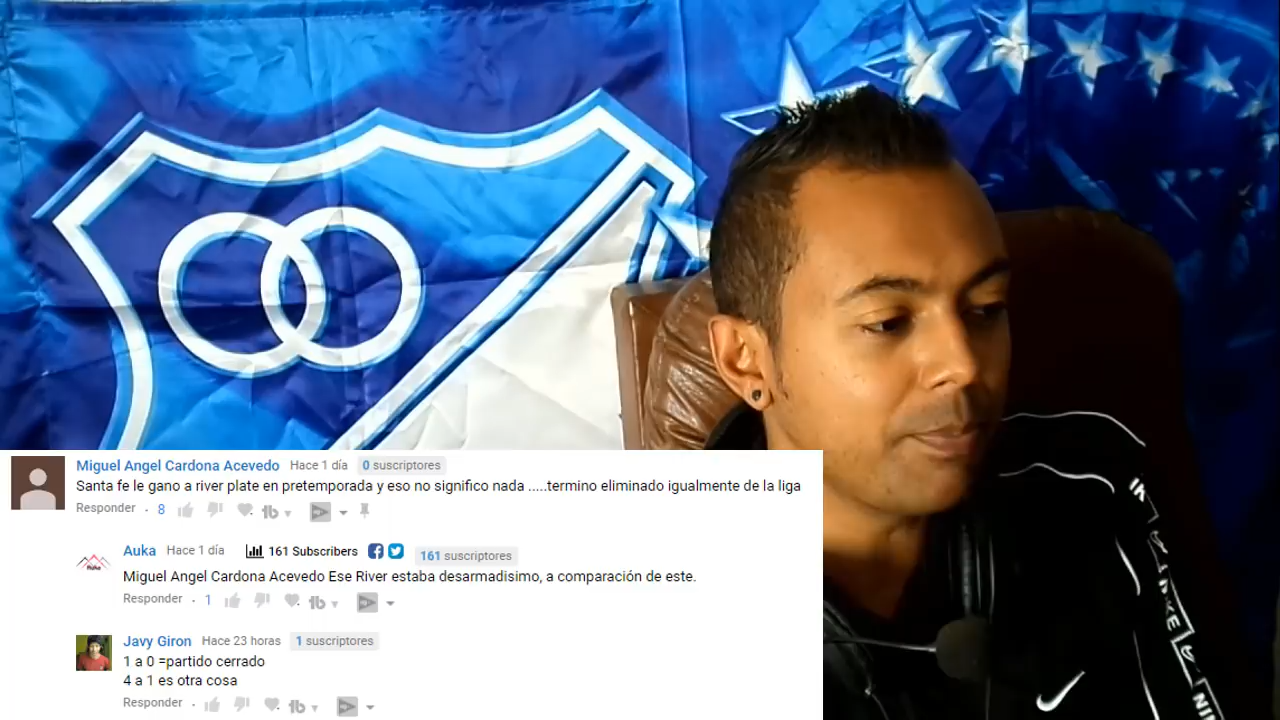 Miguel Angel Cardona Acevedo Hace 1 día 0 suscriptores
Santa fe le gano a river plate en pretemporada y eso no significo nada .....termino eliminado igualmente de la liga
Responder · 8
Auka Hace 1 día 161 Subscribers 161 suscriptores
Auka
Miguel Angel Cardona Acevedo Ese River estaba desarmadisimo, a comparación de este.
Responder · 1
Javy Giron Hace 23 horas 1 suscriptores
1 a 0 =partido cerrado
4 a 1 es otra cosa
Responder
NIKE